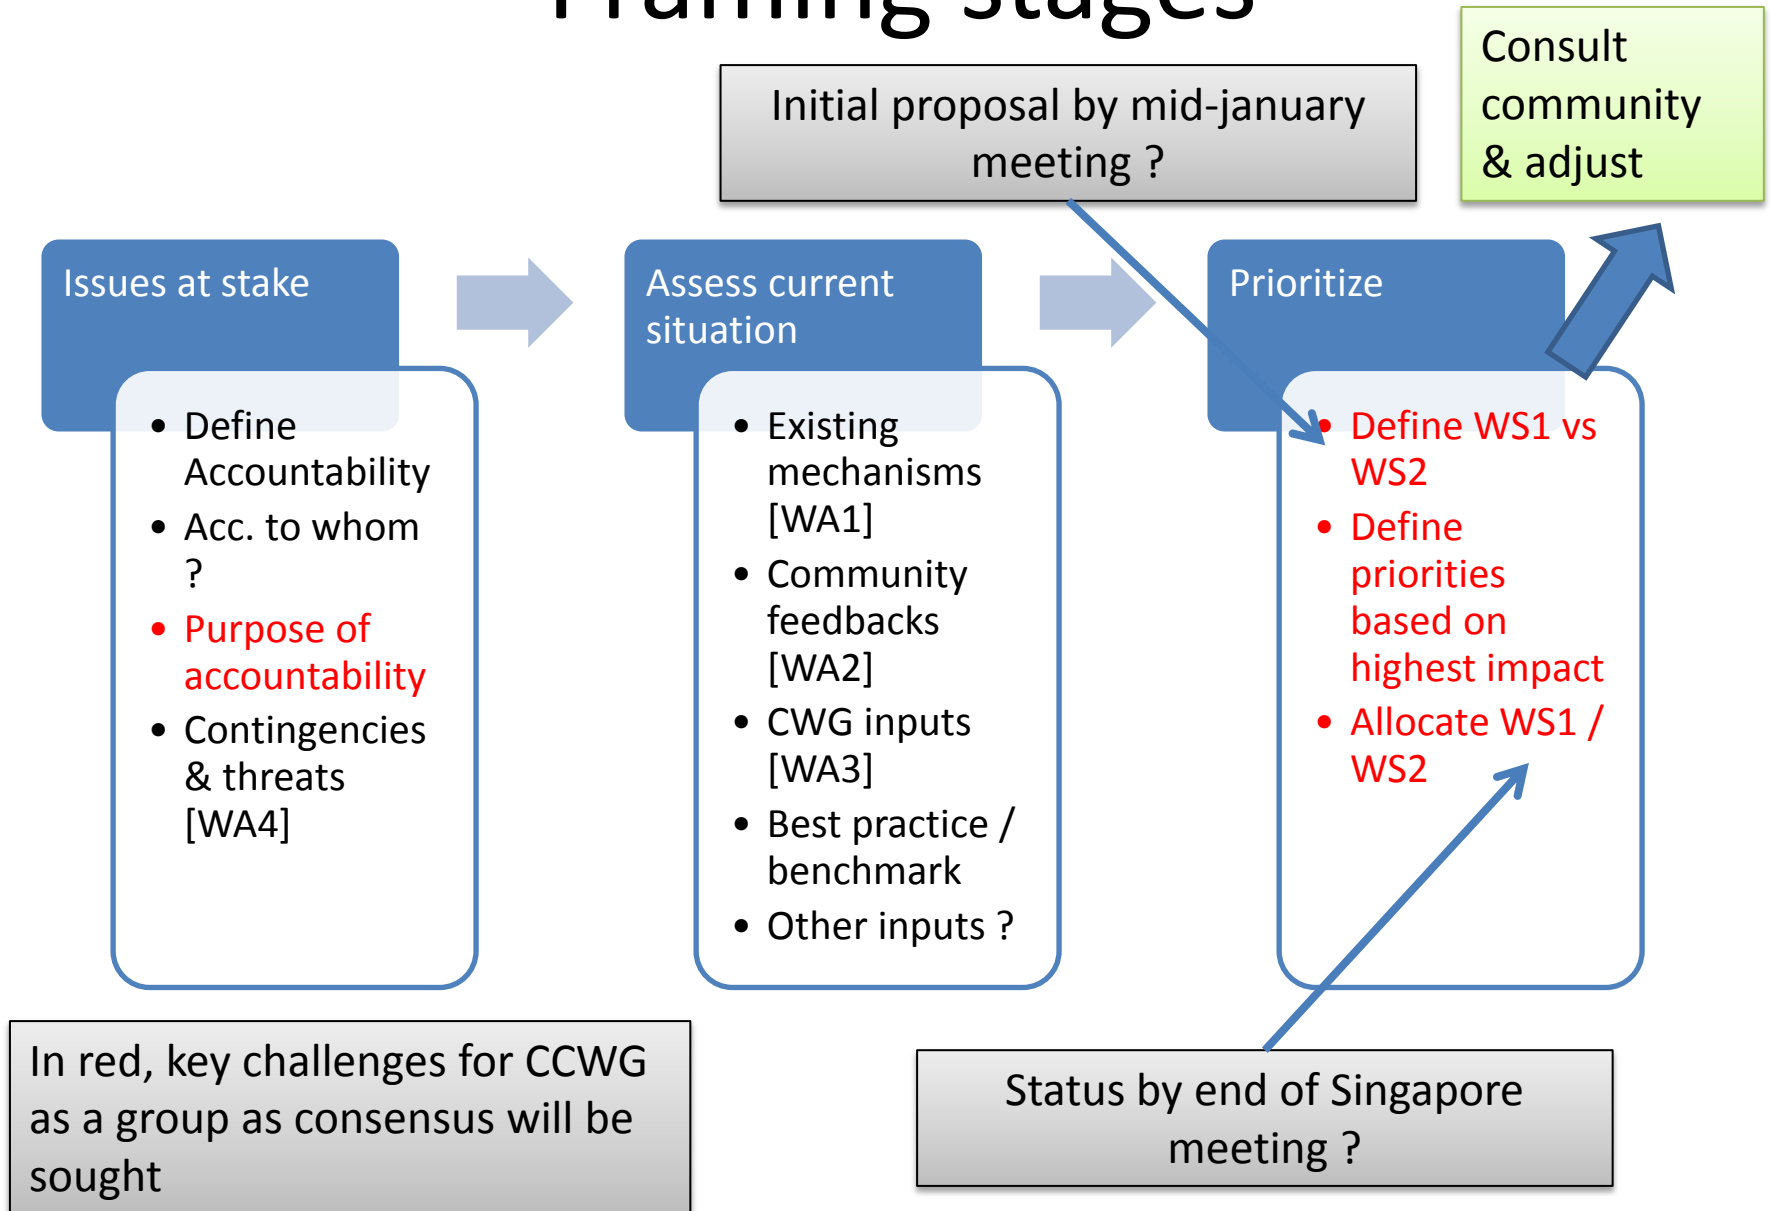 Framing stages
Initial proposal by mid-january
meeting ?
Consult
community
& adjust
Issues at stake
• Define
Accountability
• Acc. to whom
?
• Purpose of
accountability
• Contingencies
& threats
[WA4]
Assess current
situation
• Existing
mechanisms
[WA1]
• Community
feedbacks
[WA2]
• CWG inputs
[WA3]
• Best practice /
benchmark
• Other inputs ?
Prioritize
• Define WS1 vs
WS2
• Define
priorities
based on
highest impact
• Allocate WS1 /
WS2
In red, key challenges for CCWG
as a group as consensus will be
sought
Status by end of Singapore
meeting ?